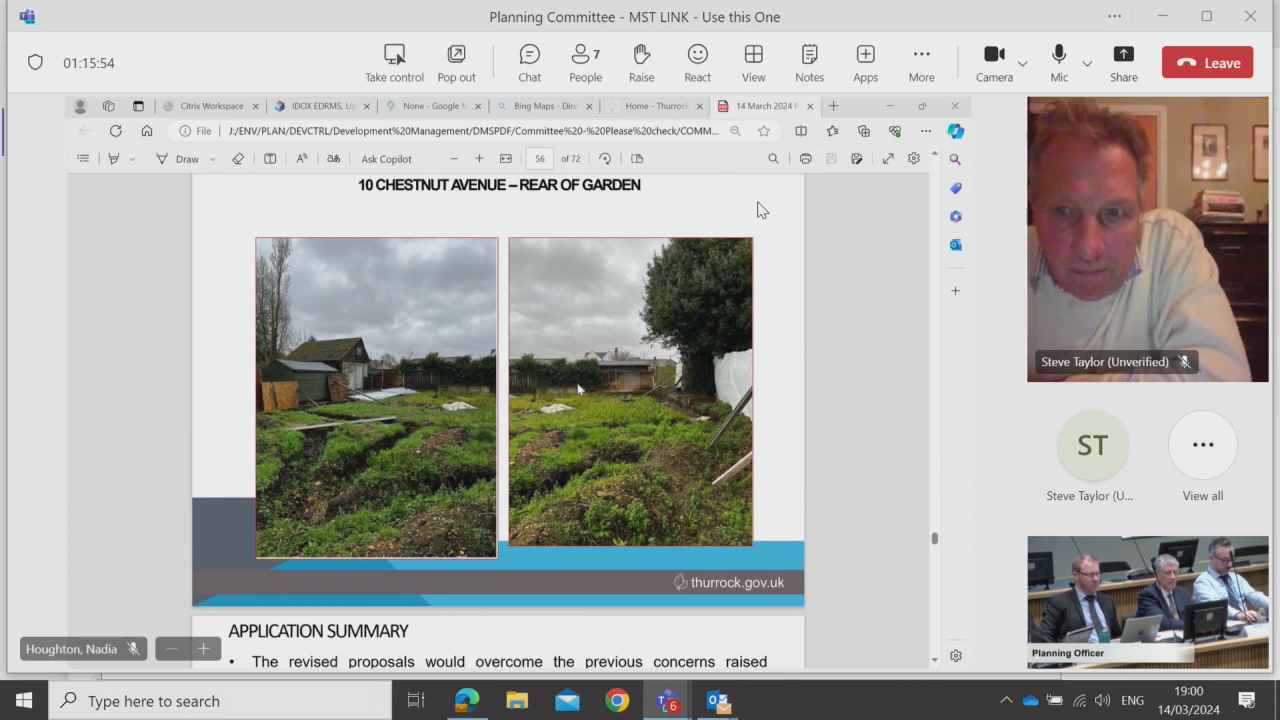 Planning Committee - MST LINK - Use this One
01:15:54
Take control
Pop out
Chat
7
People
Raise
React
View
Notes
Apps
More
Camera
Mic
Share
Leave
Citrix Workspace
IDOX EDRMS, Us
None - Google M
Bing Maps - Dire
Home - Thurrock
14 March 2024 P
File
J:/ENV/PLAN/DEVCTRL/Development%20Management/DMSPDF/Committee%20-%20Please%20check/COMM...
Draw
Ask Copilot
56
of 72
10 CHESTNUT AVENUE – REAR OF GARDEN
thurrock.gov.uk
APPLICATION SUMMARY
• The revised proposals would overcome the previous concerns raised
Houghton, Nadia
Steve Taylor (Unverified)
ST
Steve Taylor (U...
View all
Planning Officer
Type here to search
6
ENG
19:00
14/03/2024